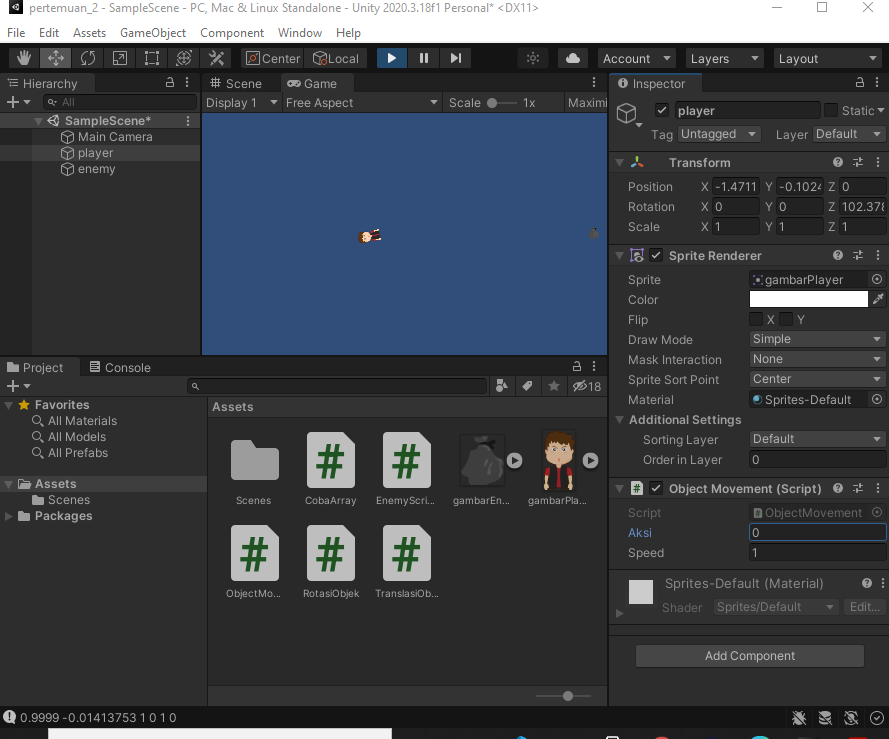 pertemuan_2 - SampleScene - PC, Mac & Linux Standalone - Unity 2020.3.18f1 Personal* <DX11>
File Edit Assets GameObject Component Window Help
Center Local Account Layers Layout
Hierarchy
All
SampleScene*
Main Camera
player
enemy
Scene Game
Display 1 Free Aspect Scale 1x Maximi
Inspector
player Static
Tag Untagged Layer Default
Transform
Position X -1.4711 Y -0.1024 Z 0
Rotation X 0 Y 0 Z 102.378
Scale X 1 Y 1 Z 1
Sprite Renderer
Sprite gambarPlayer
Color
Flip X Y
Draw Mode Simple
Mask Interaction None
Sprite Sort Point Center
Material Sprites-Default
Additional Settings
Sorting Layer Default
Order in Layer 0
Object Movement (Script)
Script ObjectMovement
Aksi 0
Speed 1
Sprites-Default (Material)
Shader Sprites/Default Edit...
Add Component
Project Console
18
Favorites
All Materials
All Models
All Prefabs
Assets
Scenes
Packages
Assets
Scenes CobaArray EnemyScri... gambarEn... gambarPla...
ObjectMo... RotasiObjek TranslasiOb...
0.9999 -0.01413753 1 0 1 0